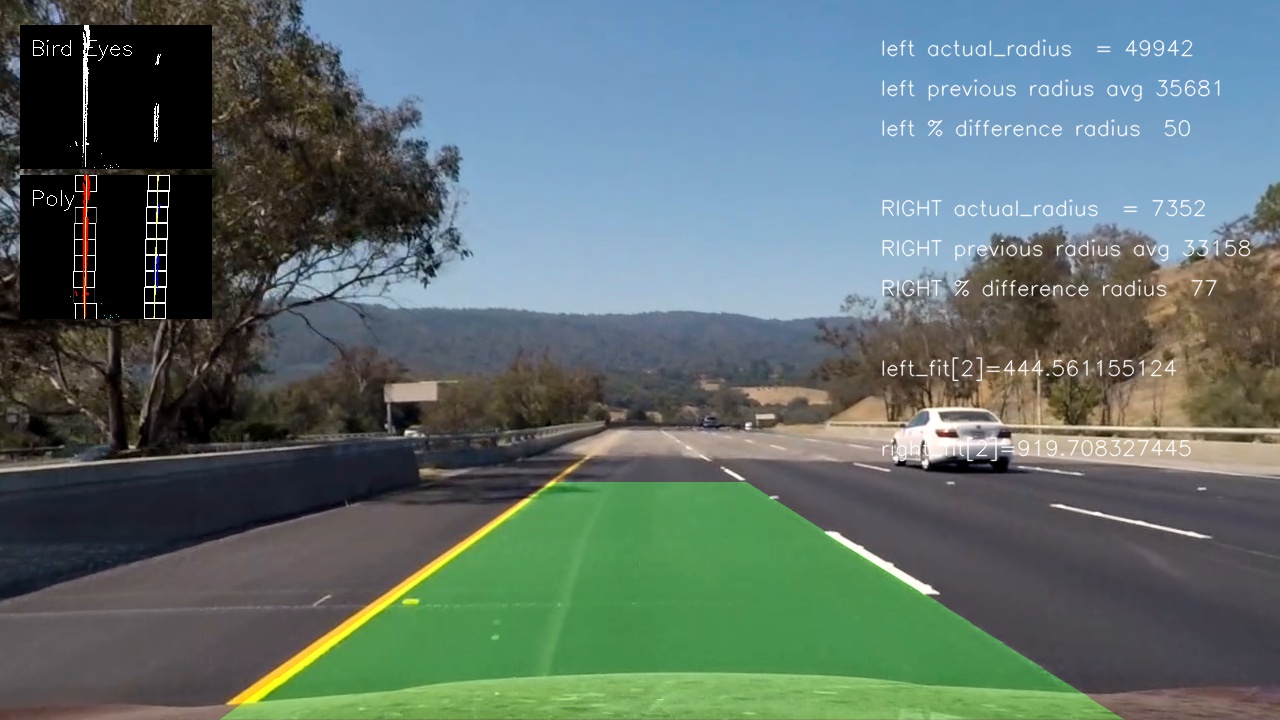 Bird Eyes
Poly
left actual_radius = 49942
left previous radius avg 35681
left % difference radius 50
RIGHT actual_radius = 7352
RIGHT previous radius avg 33158
RIGHT % difference radius 77
left_fit[2]=444.561155124
right_fit[2]=919.708327445